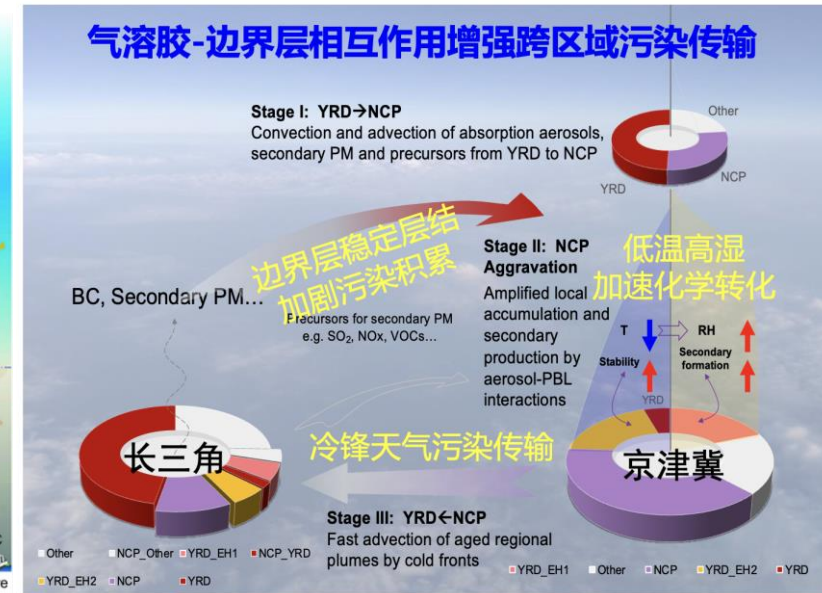 气溶胶-边界层相互作用增强跨区域污染传输
Stage I: YRD→NCP
Convection and advection of absorption aerosols,
secondary PM and precursors from YRD to NCP
Other
NCP
YRD
边界层稳定层结
加剧污染积累
Stage II: NCP
Aggravation
Amplified local
accumulation and
secondary
production by
aerosol-PBL
interactions
低温高湿
加速化学转化
BC, Secondary PM…
Precursors for secondary PM
e.g. SO₂, NOx, VOCs…
T
RH
Stability
Secondary
formation
YRD
长三角
冷锋天气污染传输
京津冀
Stage III: YRD←NCP
Fast advection of aged regional
plumes by cold fronts
Other NCP_Other YRD_EH1 NCP_YRD
YRD_EH2 NCP YRD
YRD_EH1 Other NCP YRD_EH2 YRD